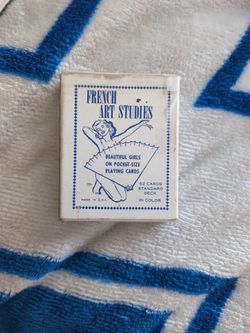 FRENCH
ART STUDIES
BEAUTIFUL GIRLS
ON POCKET-SIZE
PLAYING CARDS
52 CARDS
STANDARD
DECK
IN COLOR
MADE IN U.S.A.